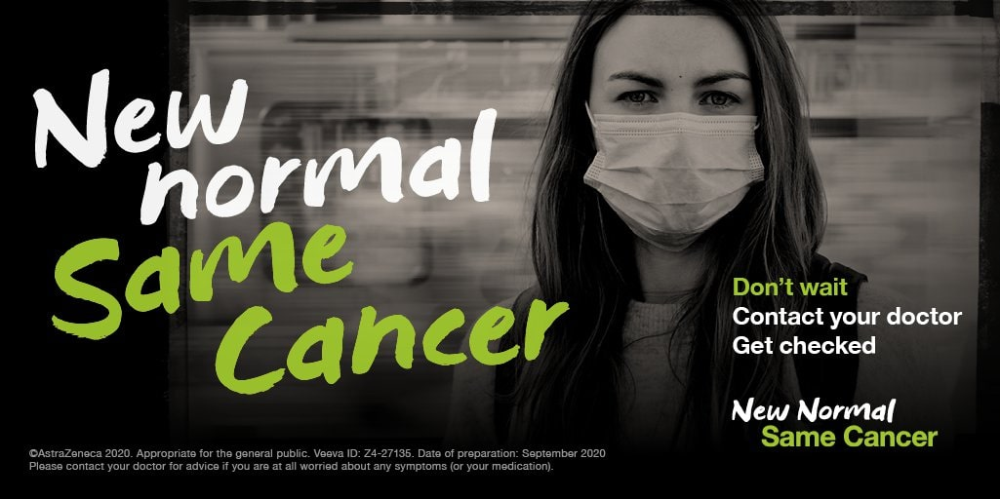 New
normal
Same
Cancer
Don’t wait
Contact your doctor
Get checked
New Normal
Same Cancer
©AstraZeneca 2020. Appropriate for the general public. Veeva ID: Z4-27135. Date of preparation: September 2020
Please contact your doctor for advice if you are at all worried about any symptoms (or your medication).